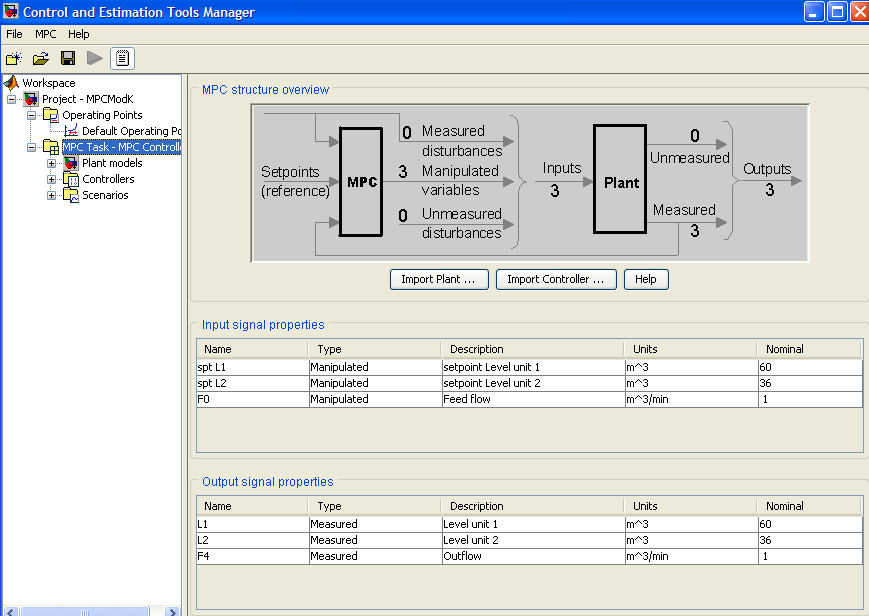 Control and Estimation Tools Manager
File MPC Help
Workspace
Project - MPCModK
Operating Points
Default Operating Po
MPC Task - MPC Controlle
Plant models
Controllers
Scenarios
MPC structure overview
Setpoints
(reference)
MPC
0 Measured
disturbances
3 Manipulated
variables
0 Unmeasured
disturbances
Inputs
3
Plant
0
Unmeasured
Measured
3
Outputs
3
Import Plant ... Import Controller ... Help
Input signal properties
Name Type Description Units Nominal
spt L1 Manipulated setpoint Level unit 1 m^3 60
spt L2 Manipulated setpoint Level unit 2 m^3 36
F0 Manipulated Feed flow m^3/min 1
Output signal properties
Name Type Description Units Nominal
L1 Measured Level unit 1 m^3 60
L2 Measured Level unit 2 m^3 36
F4 Measured Outflow m^3/min 1